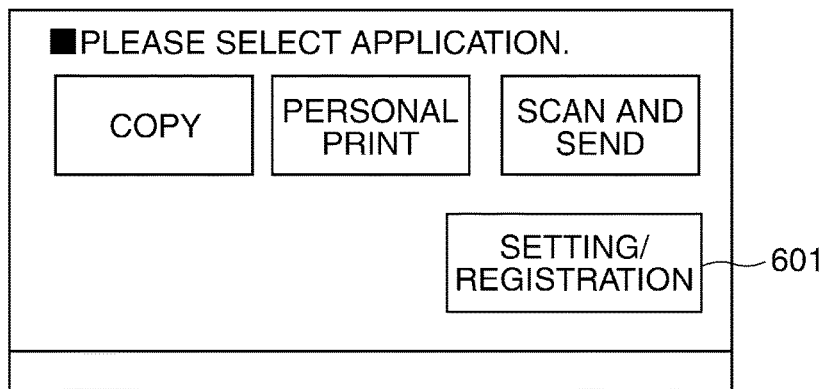 ■PLEASE SELECT APPLICATION.
COPY
PERSONAL
PRINT
SCAN AND
SEND
SETTING/
REGISTRATION
601